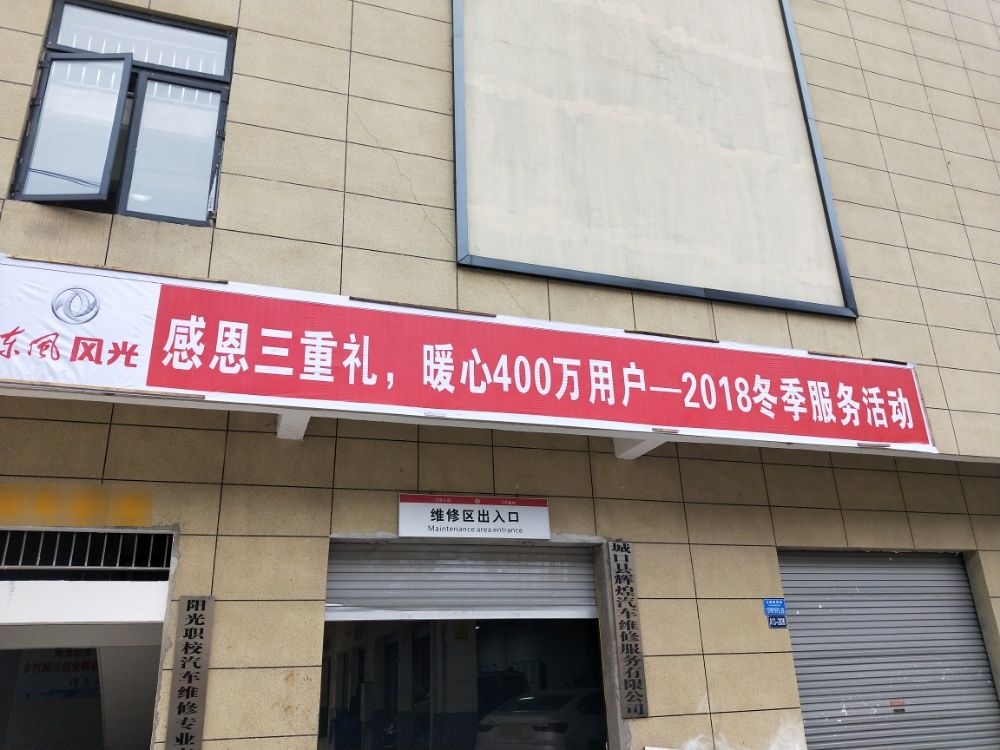 东风 风光
感恩三重礼，暖心400万用户—2018冬季服务活动
维修区出入口
Maintenance area entrance
阳光职校汽车维修专业
城口县辉煌汽车维修服务有限公司